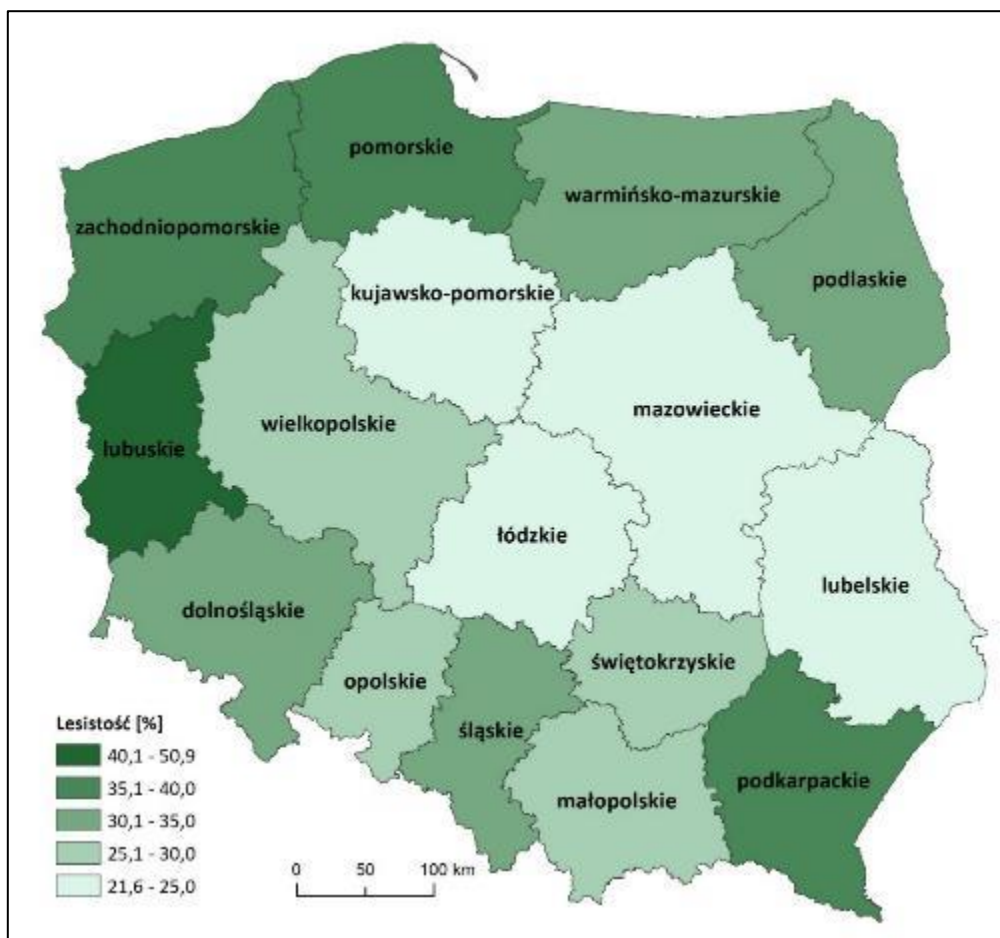 pomorskie
warmińsko-mazurskie
zachodniopomorskie
podlaskie
kujawsko-pomorskie
mazowieckie
wielkopolskie
lubuskie
łódzkie
lubelskie
dolnośląskie
świętokrzyskie
opolskie
śląskie
podkarpackie
małopolskie
Lesistość [%]
40,1 - 50,9
35,1 - 40,0
30,1 - 35,0
25,1 - 30,0
21,6 - 25,0
0 50 100 km